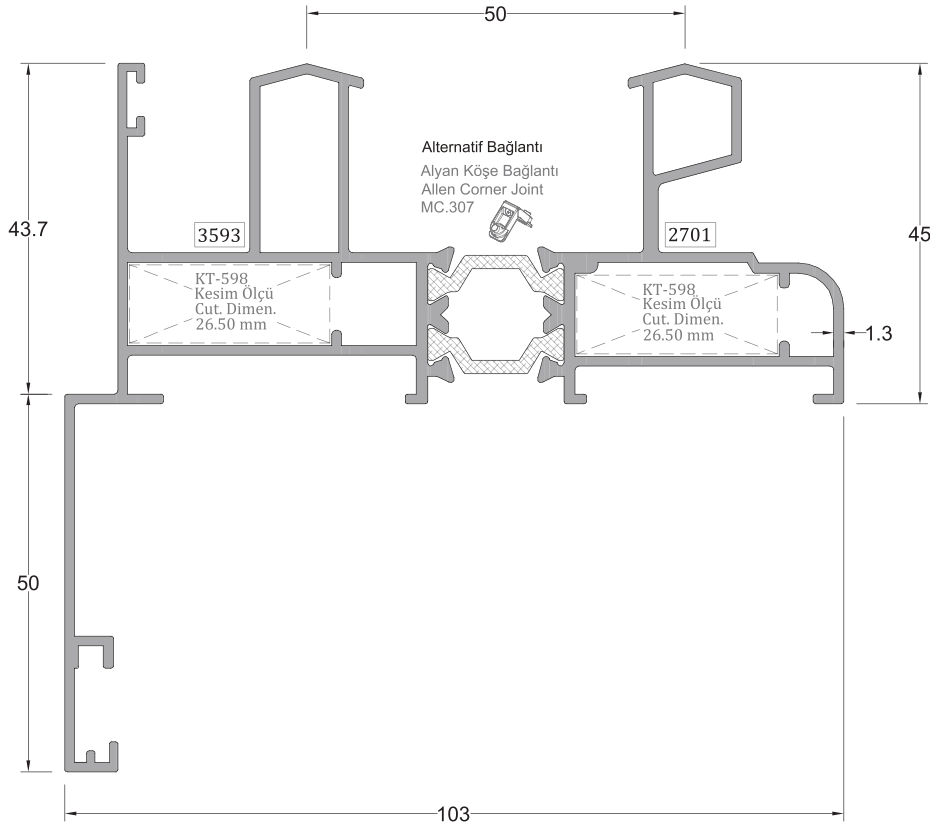 50
Alternatif Bağlantı
Alyan Köşe Bağlantı
Allen Corner Joint
MC.307
43.7
3593
2701
45
KT-598
Kesim Ölçü
Cut. Dimen.
26.50 mm
KT-598
Kesim Ölçü
Cut. Dimen.
26.50 mm
1.3
50
103